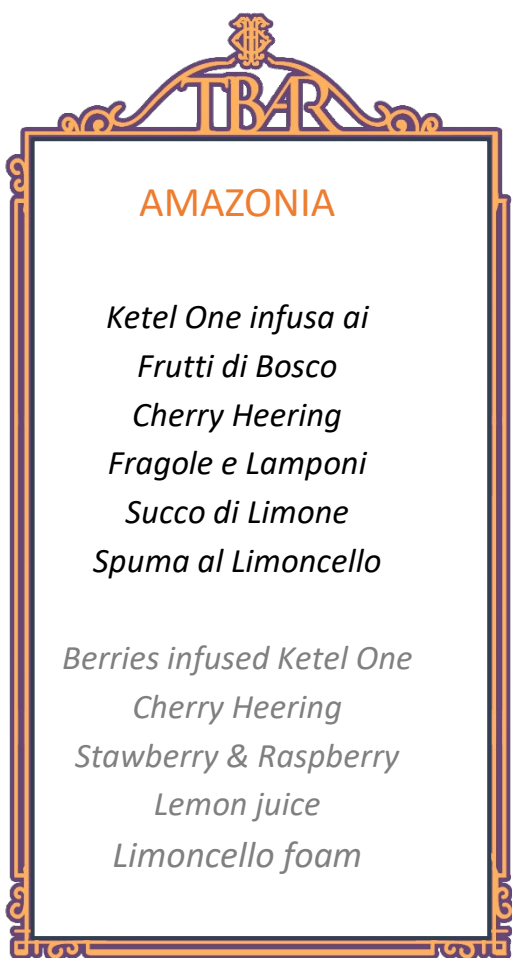 TBAR
AMAZONIA
Ketel One infusa ai
Frutti di Bosco
Cherry Heering
Fragole e Lamponi
Succo di Limone
Spuma al Limoncello
Berries infused Ketel One
Cherry Heering
Stawberry & Raspberry
Lemon juice
Limoncello foam